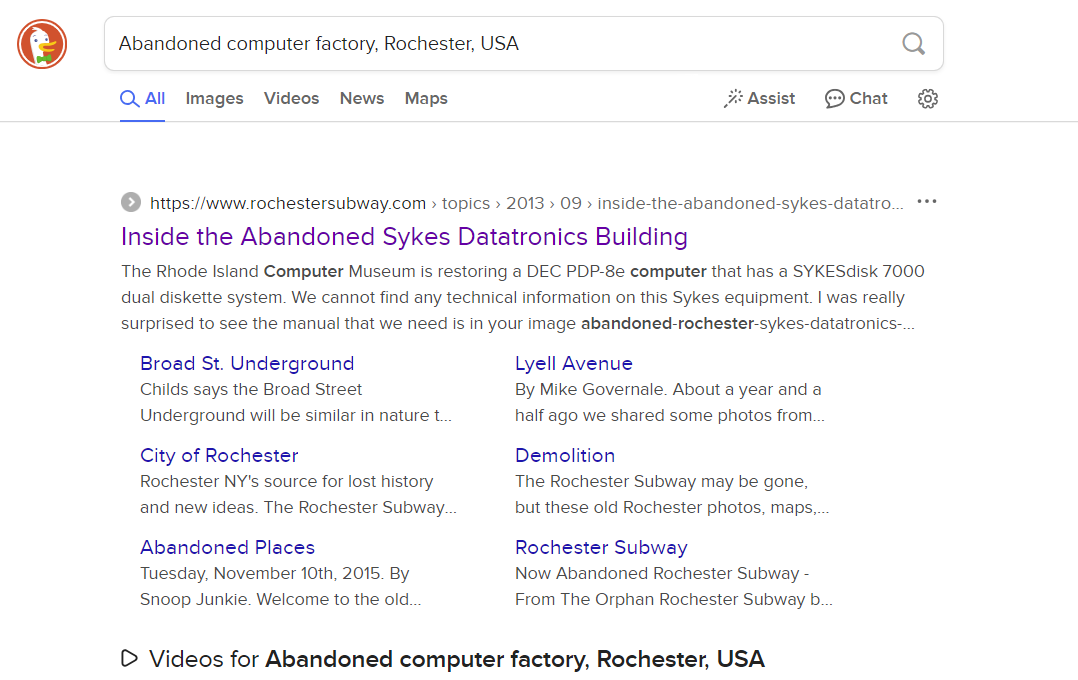 Abandoned computer factory, Rochester, USA
All Images Videos News Maps Assist Chat
https://www.rochestersubway.com › topics › 2013 › 09 › inside-the-abandoned-sykes-datatro...
Inside the Abandoned Sykes Datatronics Building
The Rhode Island Computer Museum is restoring a DEC PDP-8e computer that has a SYKESdisk 7000
dual diskette system. We cannot find any technical information on this Sykes equipment. I was really
surprised to see the manual that we need is in your image abandoned-rochester-sykes-datatronics-...
Broad St. Underground
Childs says the Broad Street
Underground will be similar in nature t...
Lyell Avenue
By Mike Governale. About a year and a
half ago we shared some photos from...
City of Rochester
Rochester NY's source for lost history
and new ideas. The Rochester Subway...
Demolition
The Rochester Subway may be gone,
but these old Rochester photos, maps,...
Abandoned Places
Tuesday, November 10th, 2015. By
Snoop Junkie. Welcome to the old...
Rochester Subway
Now Abandoned Rochester Subway -
From The Orphan Rochester Subway b...
Videos for Abandoned computer factory, Rochester, USA